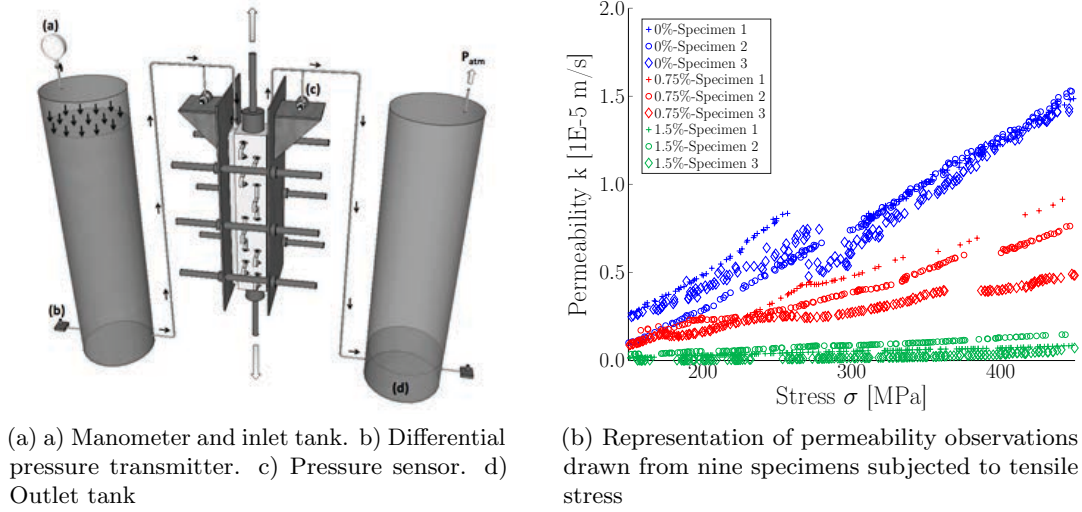 (a)
P atm
(c)
(b)
(d)
Permeability k [1E-5 m/s]
2.0
1.5
1.0
0.5
0.0
0%-Specimen 1
0%-Specimen 2
0%-Specimen 3
0.75%-Specimen 1
0.75%-Specimen 2
0.75%-Specimen 3
1.5%-Specimen 1
1.5%-Specimen 2
1.5%-Specimen 3
200
300
400
Stress σ [MPa]
(a) a) Manometer and inlet tank. b) Differential
pressure transmitter. c) Pressure sensor. d)
Outlet tank
(b) Representation of permeability observations
drawn from nine specimens subjected to tensile
stress